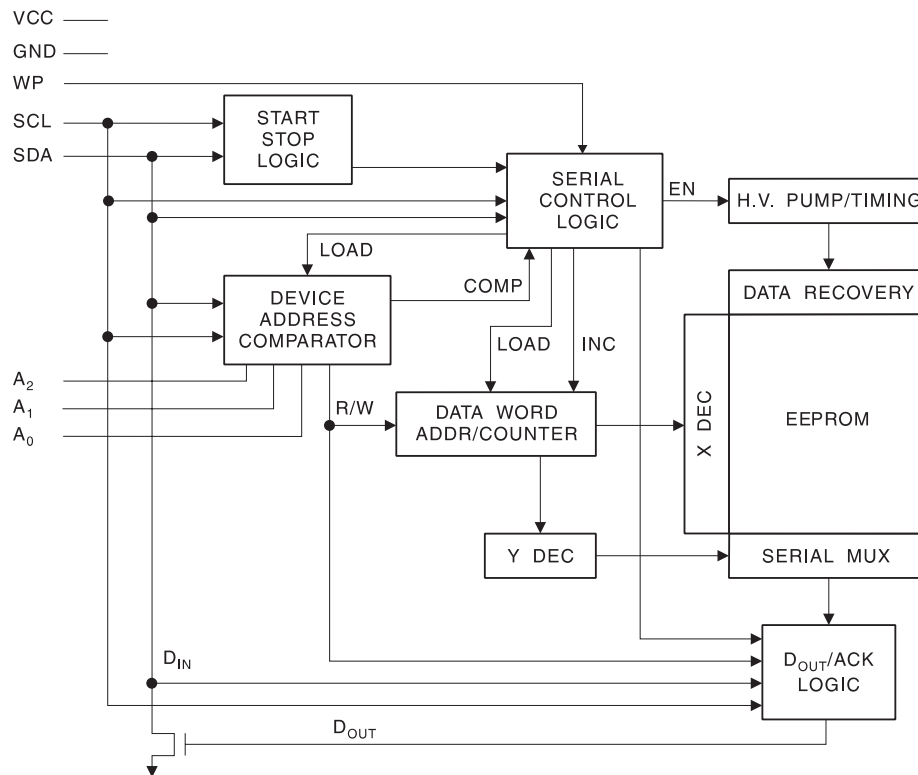 VCC
GND
WP
SCL
SDA
START
STOP
LOGIC
SERIAL
CONTROL
LOGIC
EN
H.V. PUMP/TIMING
LOAD
COMP
DEVICE
ADDRESS
COMPARATOR
DATA RECOVERY
LOAD
INC
A2
A1
A0
R/W
DATA WORD
ADDR/COUNTER
X DEC
EEPROM
Y DEC
SERIAL MUX
DIN
DOUT/ACK
LOGIC
DOUT